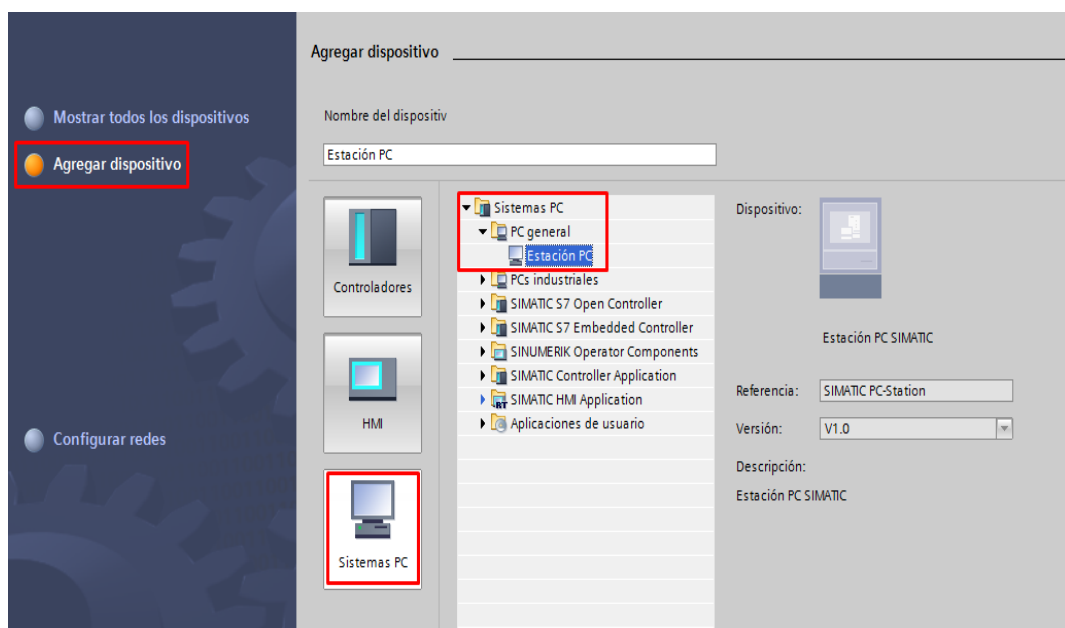 Agregar dispositivo
Mostrar todos los dispositivos
Agregar dispositivo
Configurar redes
Nombre del dispositiv
Estación PC
Controladores
HMI
Sistemas PC
Sistemas PC
PC general
Estación PC
PCs industriales
SIMATIC S7 Open Controller
SIMATIC S7 Embedded Controller
SINUMERIK Operator Components
SIMATIC Controller Application
RT SIMATIC HMI Application
Aplicaciones de usuario
Dispositivo:
Estación PC SIMATIC
Referencia: SIMATIC PC-Station
Versión: V1.0
Descripción:
Estación PC SIMATIC